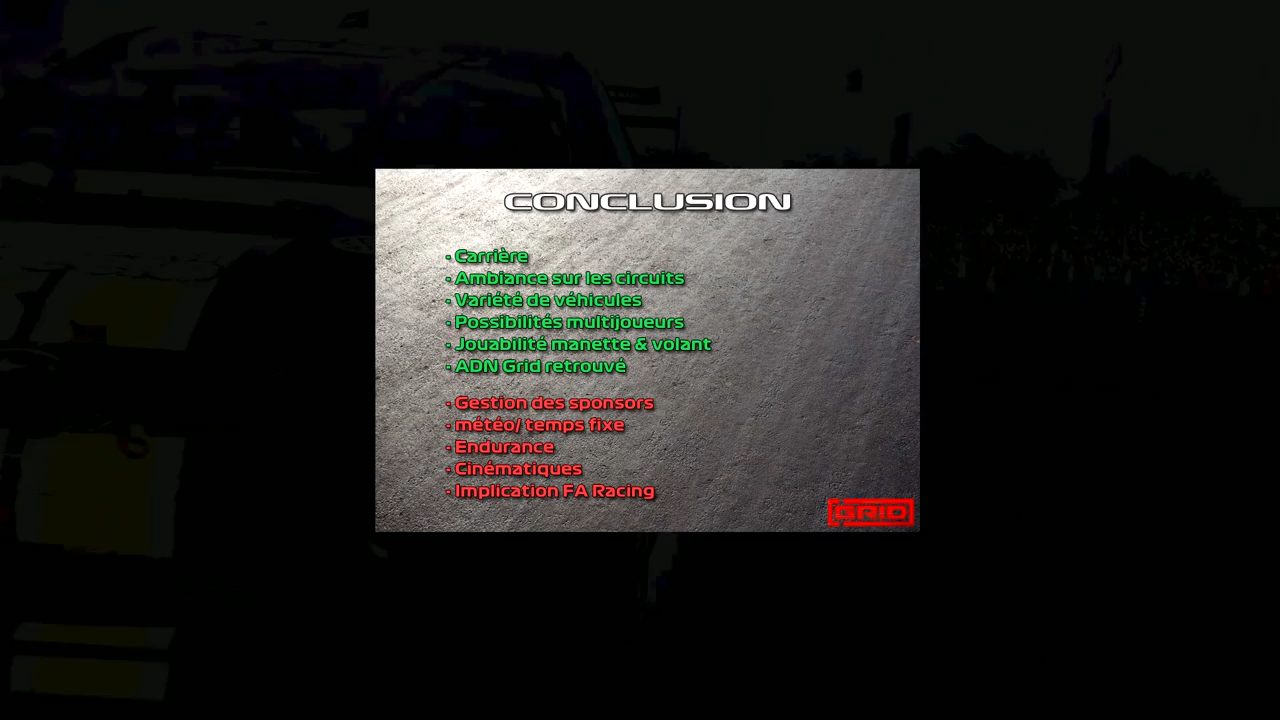 CONCLUSION
- Carrière
- Ambiance sur les circuits
- Variété de véhicules
- Possibilités multijoueurs
- Jouabilité manette & volant
- ADN Grid retrouvé
- Gestion des sponsors
- météo/ temps fixe
- Endurance
- Cinématiques
- Implication FA Racing
GRID